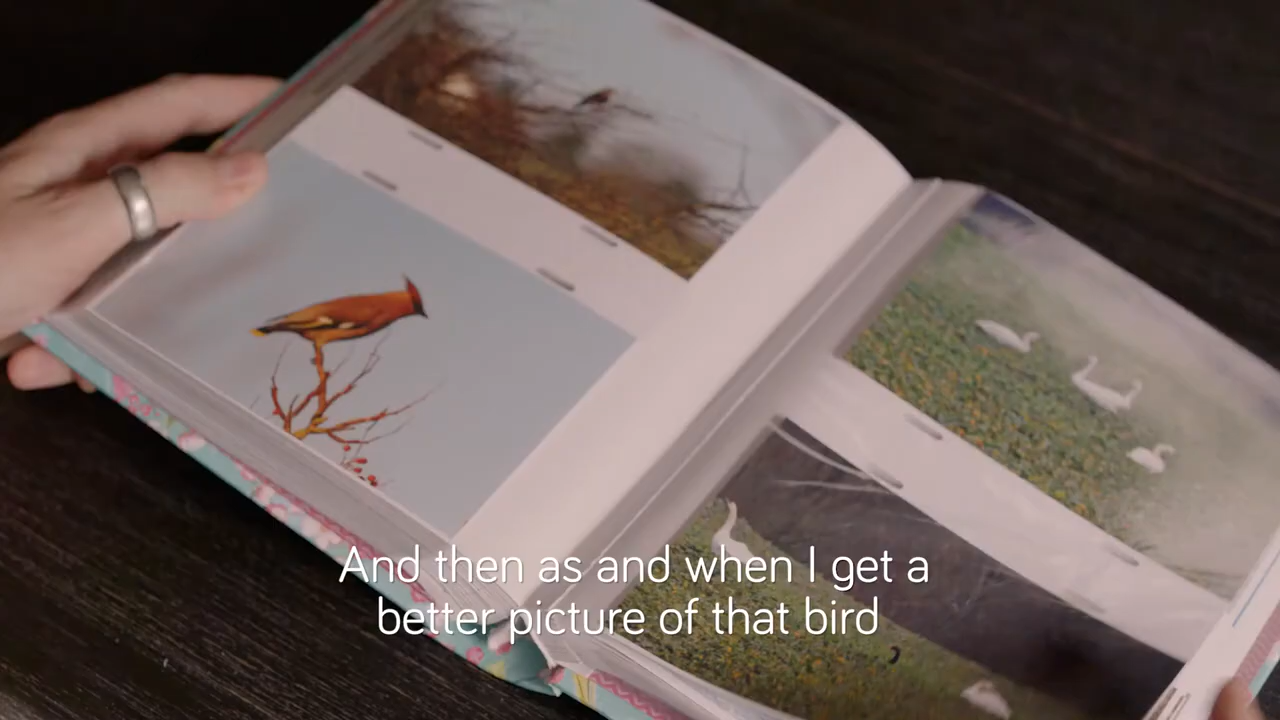 And then as and when I get a
better picture of that bird